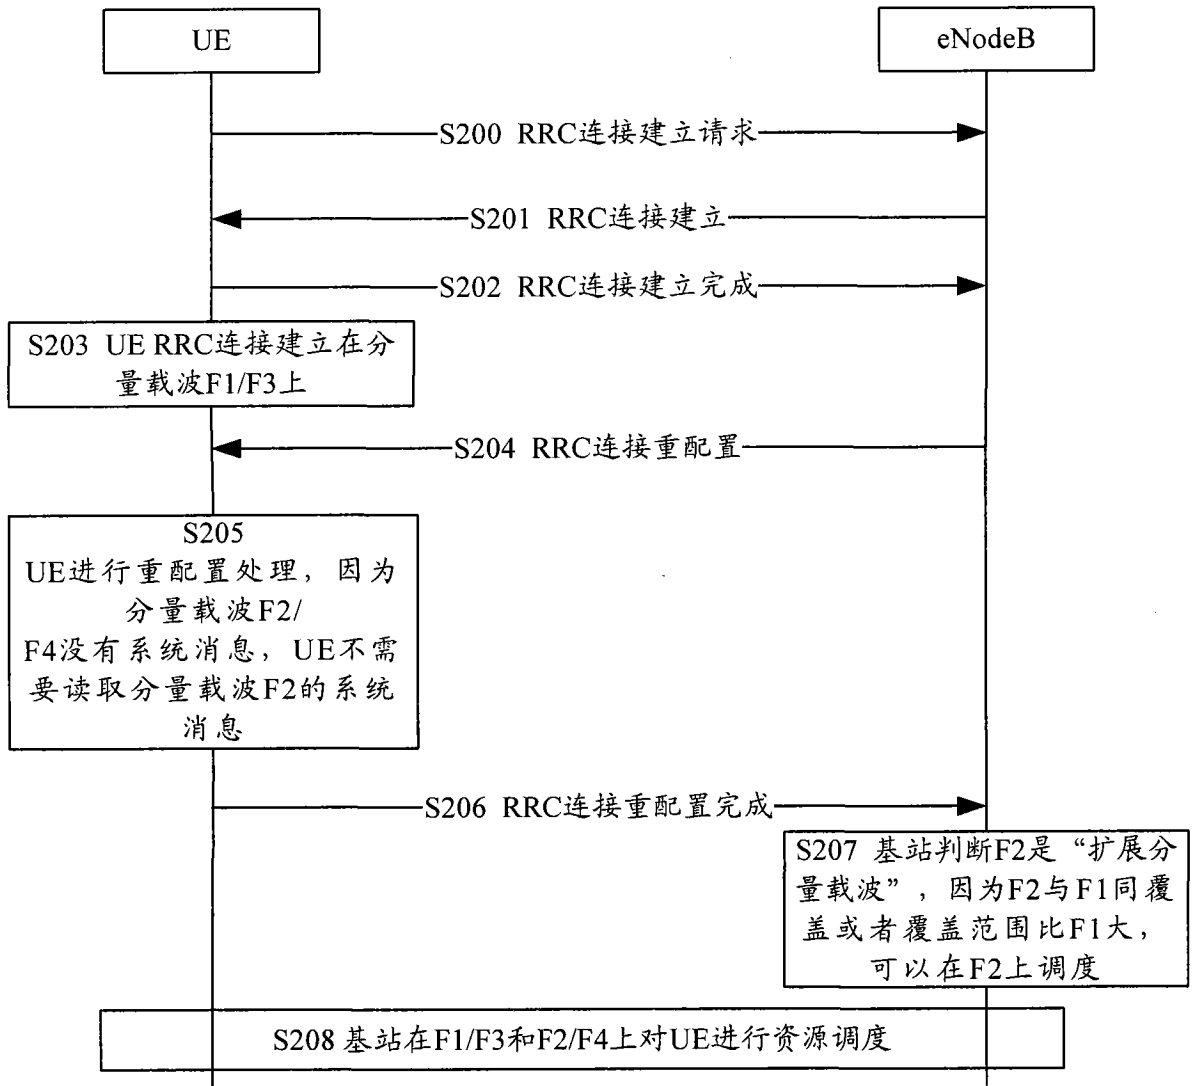 UE
eNodeB
S200 RRC连接建立请求
S201 RRC连接建立
S202 RRC连接建立完成
S203 UE RRC连接建立在分
量载波F1/F3上
S204 RRC连接重配置
S205
UE进行重配置处理，因为
分量载波F2/
F4没有系统消息，UE不需
要读取分量载波F2的系统
消息
S206 RRC连接重配置完成
S207 基站判断F2是“扩展分
量载波”，因为F2与F1同覆
盖或者覆盖范围比F1大，
可以在F2上调度
S208 基站在F1/F3和F2/F4上对UE进行资源调度